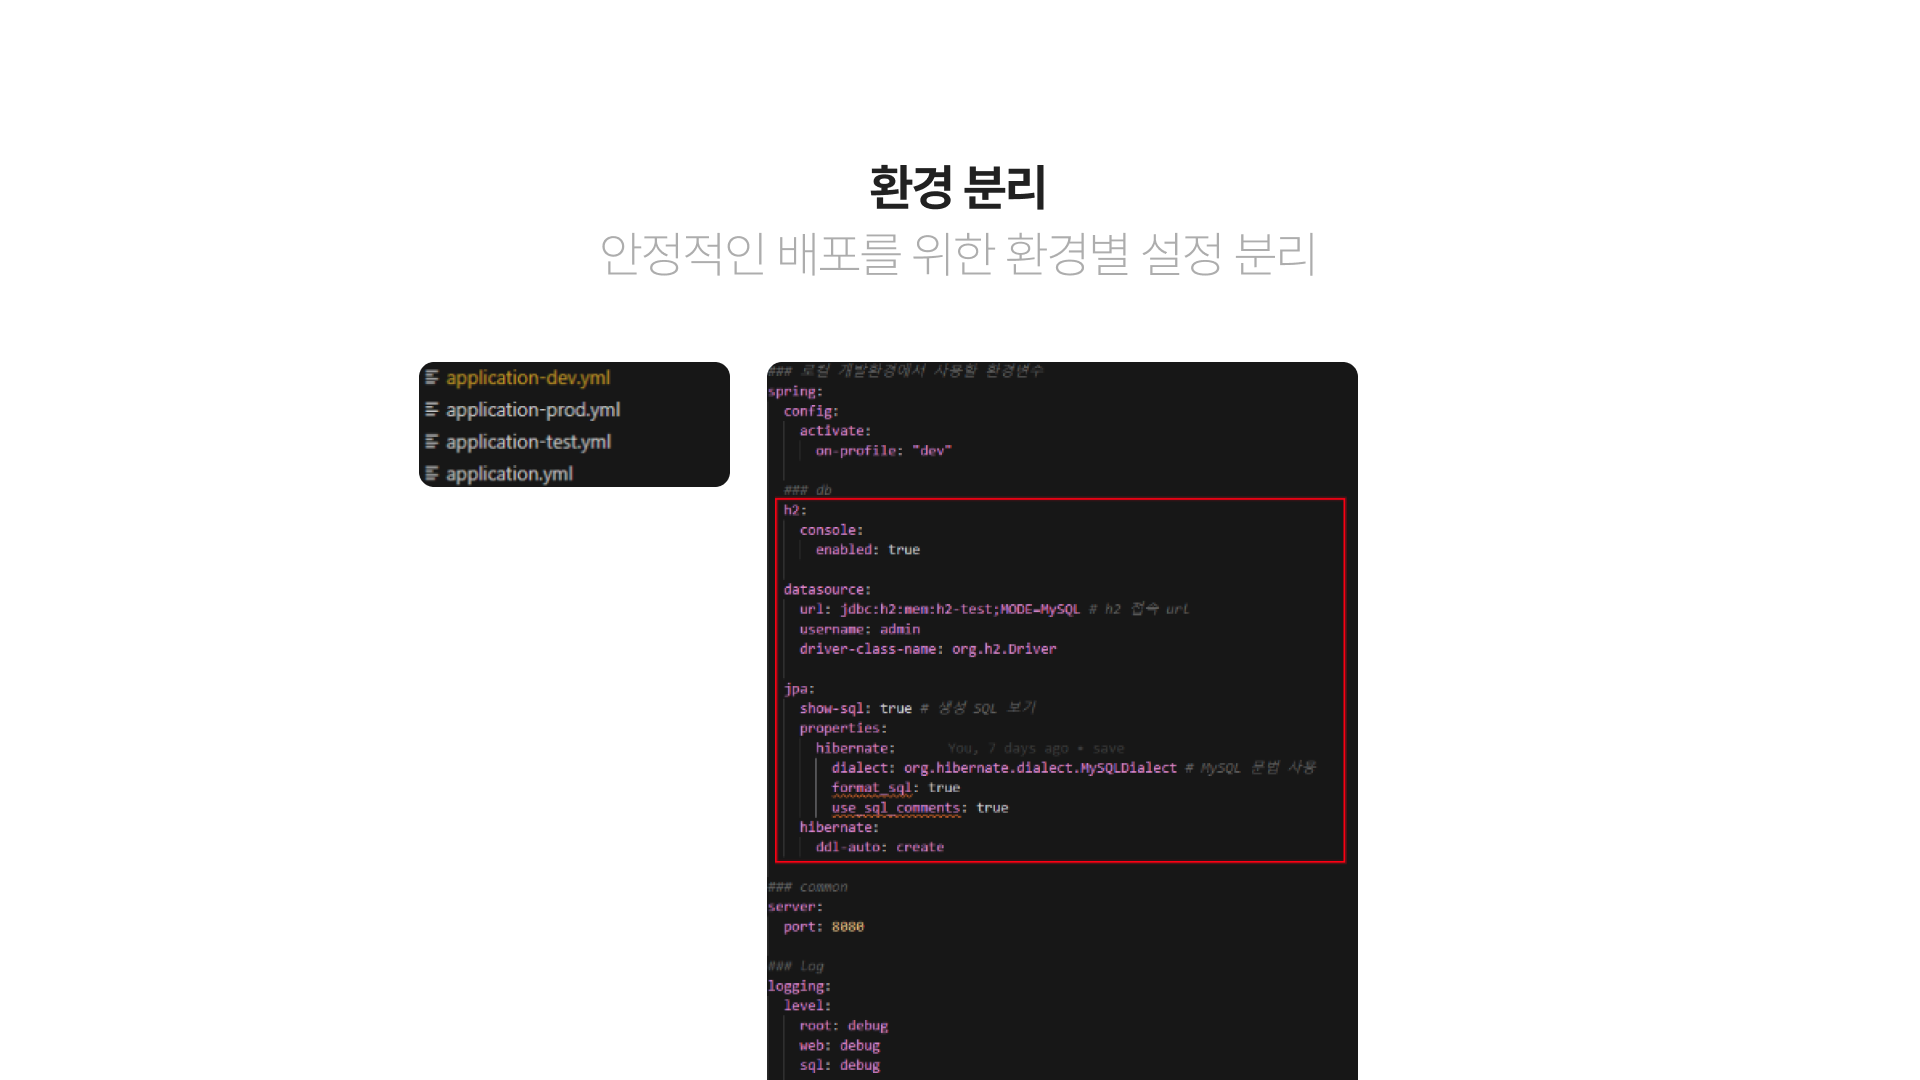 환경 분리
안정적인 배포를 위한 환경별 설정 분리
application-dev.yml
application-prod.yml
application-test.yml
application.yml
### 로컬 개발환경에서 사용할 환경변수
spring:
config:
activate:
on-profile: "dev"
### db
h2:
console:
enabled: true
datasource:
url: jdbc:h2:mem:h2-test;MODE=MySQL # h2 접속 url
username: admin
driver-class-name: org.h2.Driver
jpa:
show-sql: true # 생성 SQL 보기
properties:
hibernate: You, 7 days ago • save
dialect: org.hibernate.dialect.MySQLDialect # MySQL 문법 사용
format_sql: true
use_sql_comments: true
hibernate:
ddl-auto: create
### common
server:
port: 8080
### Log
logging:
level:
root: debug
web: debug
sql: debug